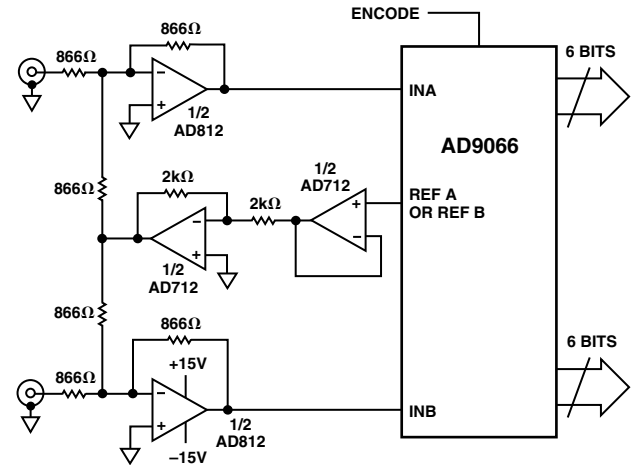 ENCODE
866Ω
866Ω
6 BITS
−
+
1/2
AD812
INA
AD9066
866Ω
2kΩ
2kΩ
1/2
AD712
−
+
+
−
REF A
OR REF B
1/2
AD712
866Ω
866Ω
6 BITS
866Ω
+15V
−
+
−15V
1/2
AD812
INB